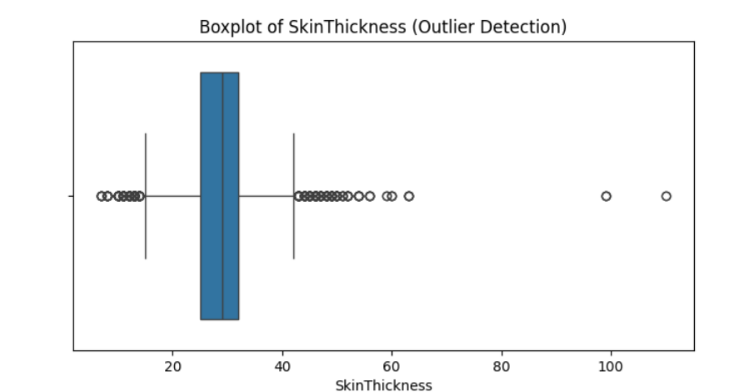 Boxplot of SkinThickness (Outlier Detection)
20 40 60 80 100
SkinThickness